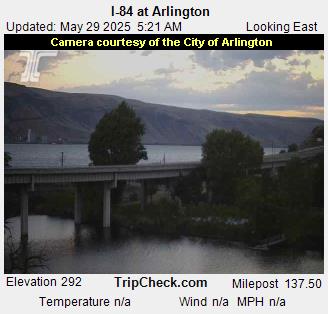 I-84 at Arlington
Updated: May 29 2025 5:21 AM Looking East
Camera courtesy of the City of Arlington
Elevation 292 TripCheck.com Milepost 137.50
Temperature n/a Wind n/a MPH n/a